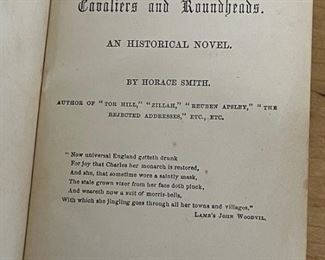 Cavaliers and Roundheads.
AN HISTORICAL NOVEL.
BY HORACE SMITH.
AUTHOR OF "TOR HILL," "ZILLAH," "REUBEN APSLEY," "THE
REJECTED ADDRESSES," ETC., ETC.
"Now universal England getteth drunk
For joy that Charles her monarch is restored,
And she, that sometime wore a saintly mask,
The stale grown vizor from her face doth pluck,
And weareth now a suit of morris-bells,
With which she jingling goes through all her towns and villages."
LAMB'S JOHN WOODVIL.